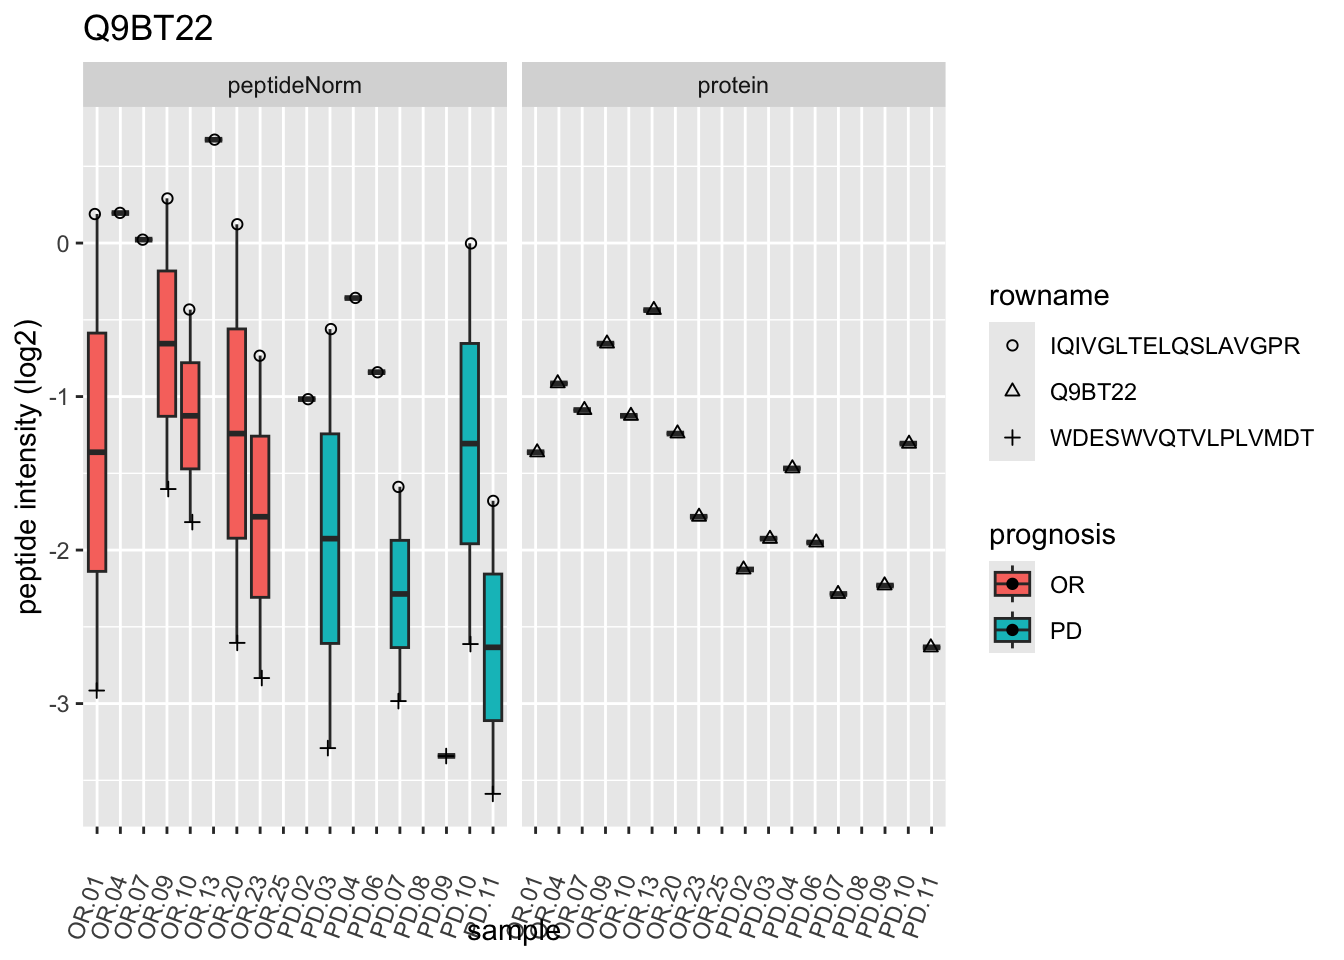 Q9BT22
peptideNorm
protein
peptide intensity (log2)
0
-1
-2
-3
OR.01
OR.04
OR.07
OR.09
OR.10
OR.13
OR.20
OR.23
OR.25
PD.02
PD.03
PD.04
PD.06
PD.07
PD.08
PD.09
PD.10
PD.11
OR.01
OR.04
OR.07
OR.09
OR.10
OR.13
OR.20
OR.23
OR.25
PD.02
PD.03
PD.04
PD.06
PD.07
PD.08
PD.09
PD.10
PD.11
sample
rowname
IQIVGLTELQSLAVGPR
Q9BT22
WDESWVQTVLPLVMDT
prognosis
OR
PD